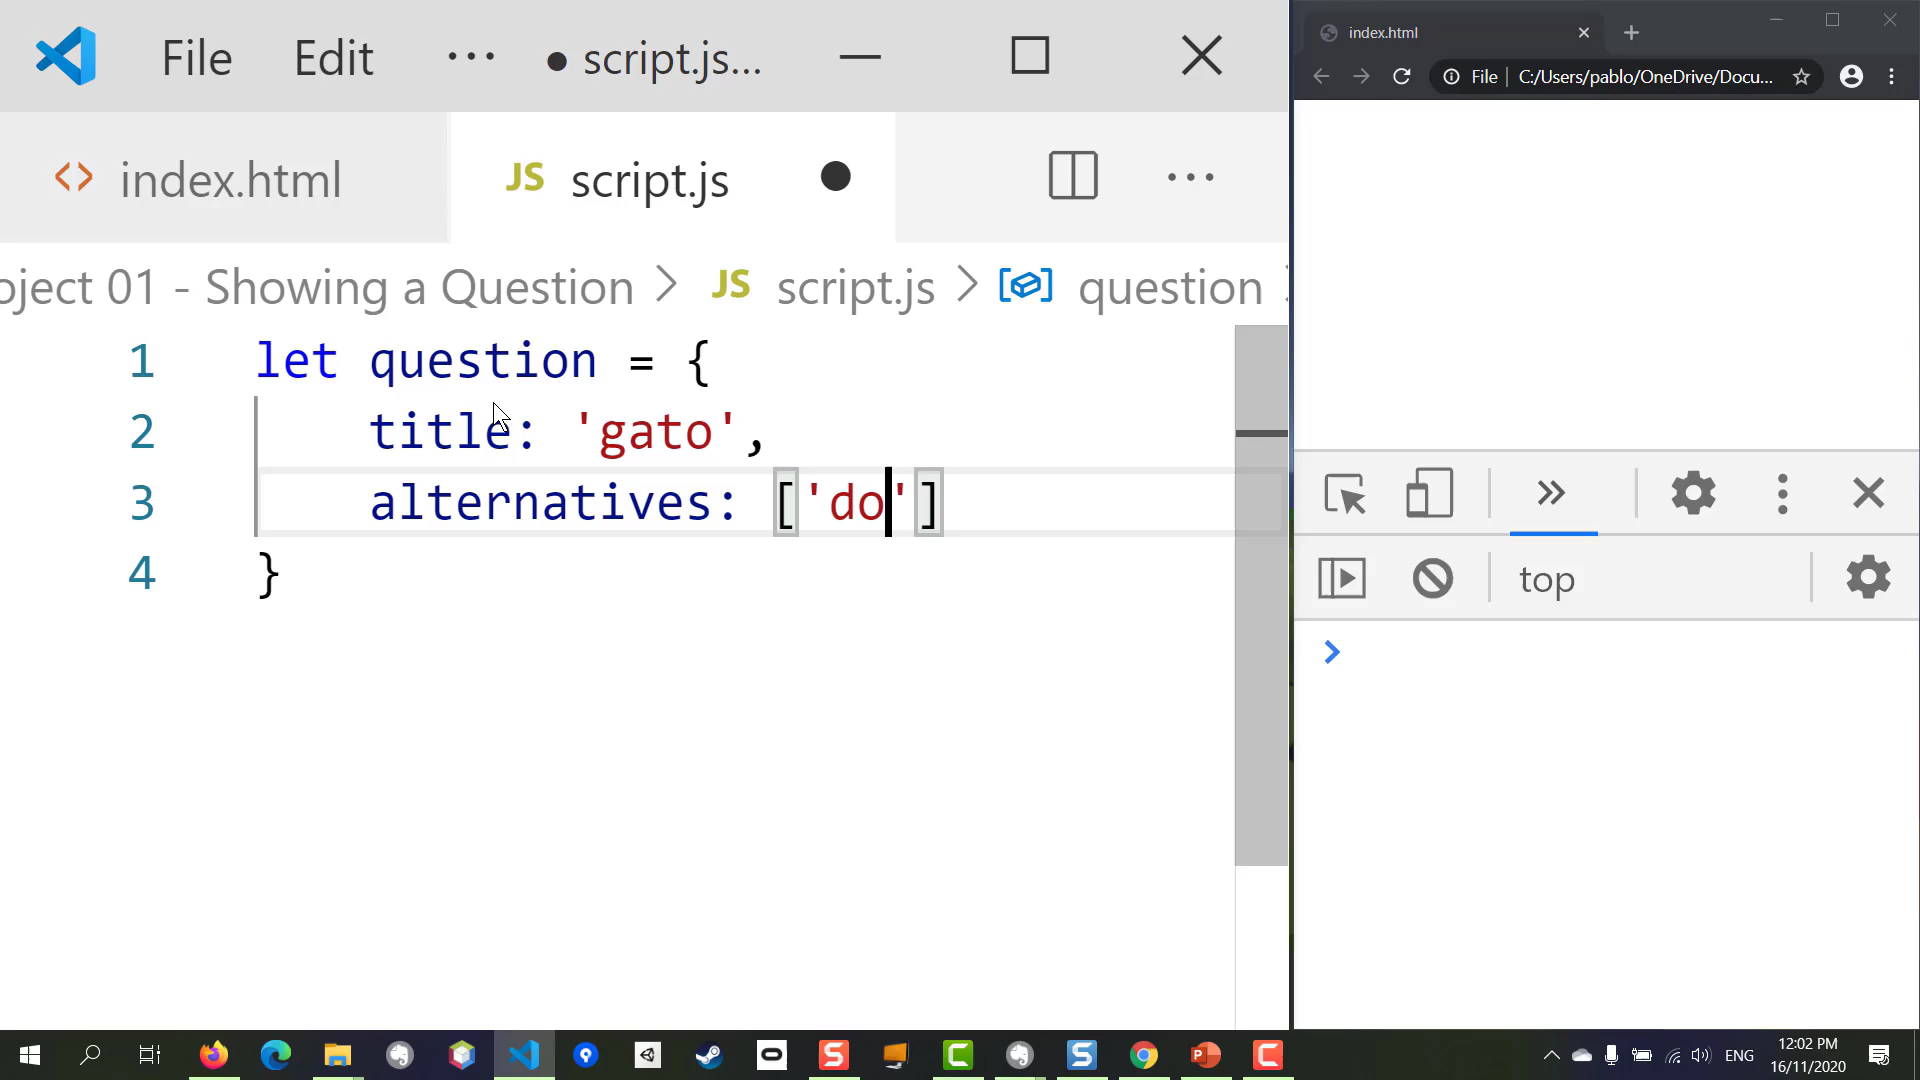 File Edit ··· ● script.js...
index.html
JS script.js ●
oject 01 - Showing a Question > JS script.js > question
1 let question = {
2 title: 'gato',
3 alternatives: ['do']
4 }
index.html
File C:/Users/pablo/OneDrive/Docu...
top
ENG
12:02 PM
16/11/2020